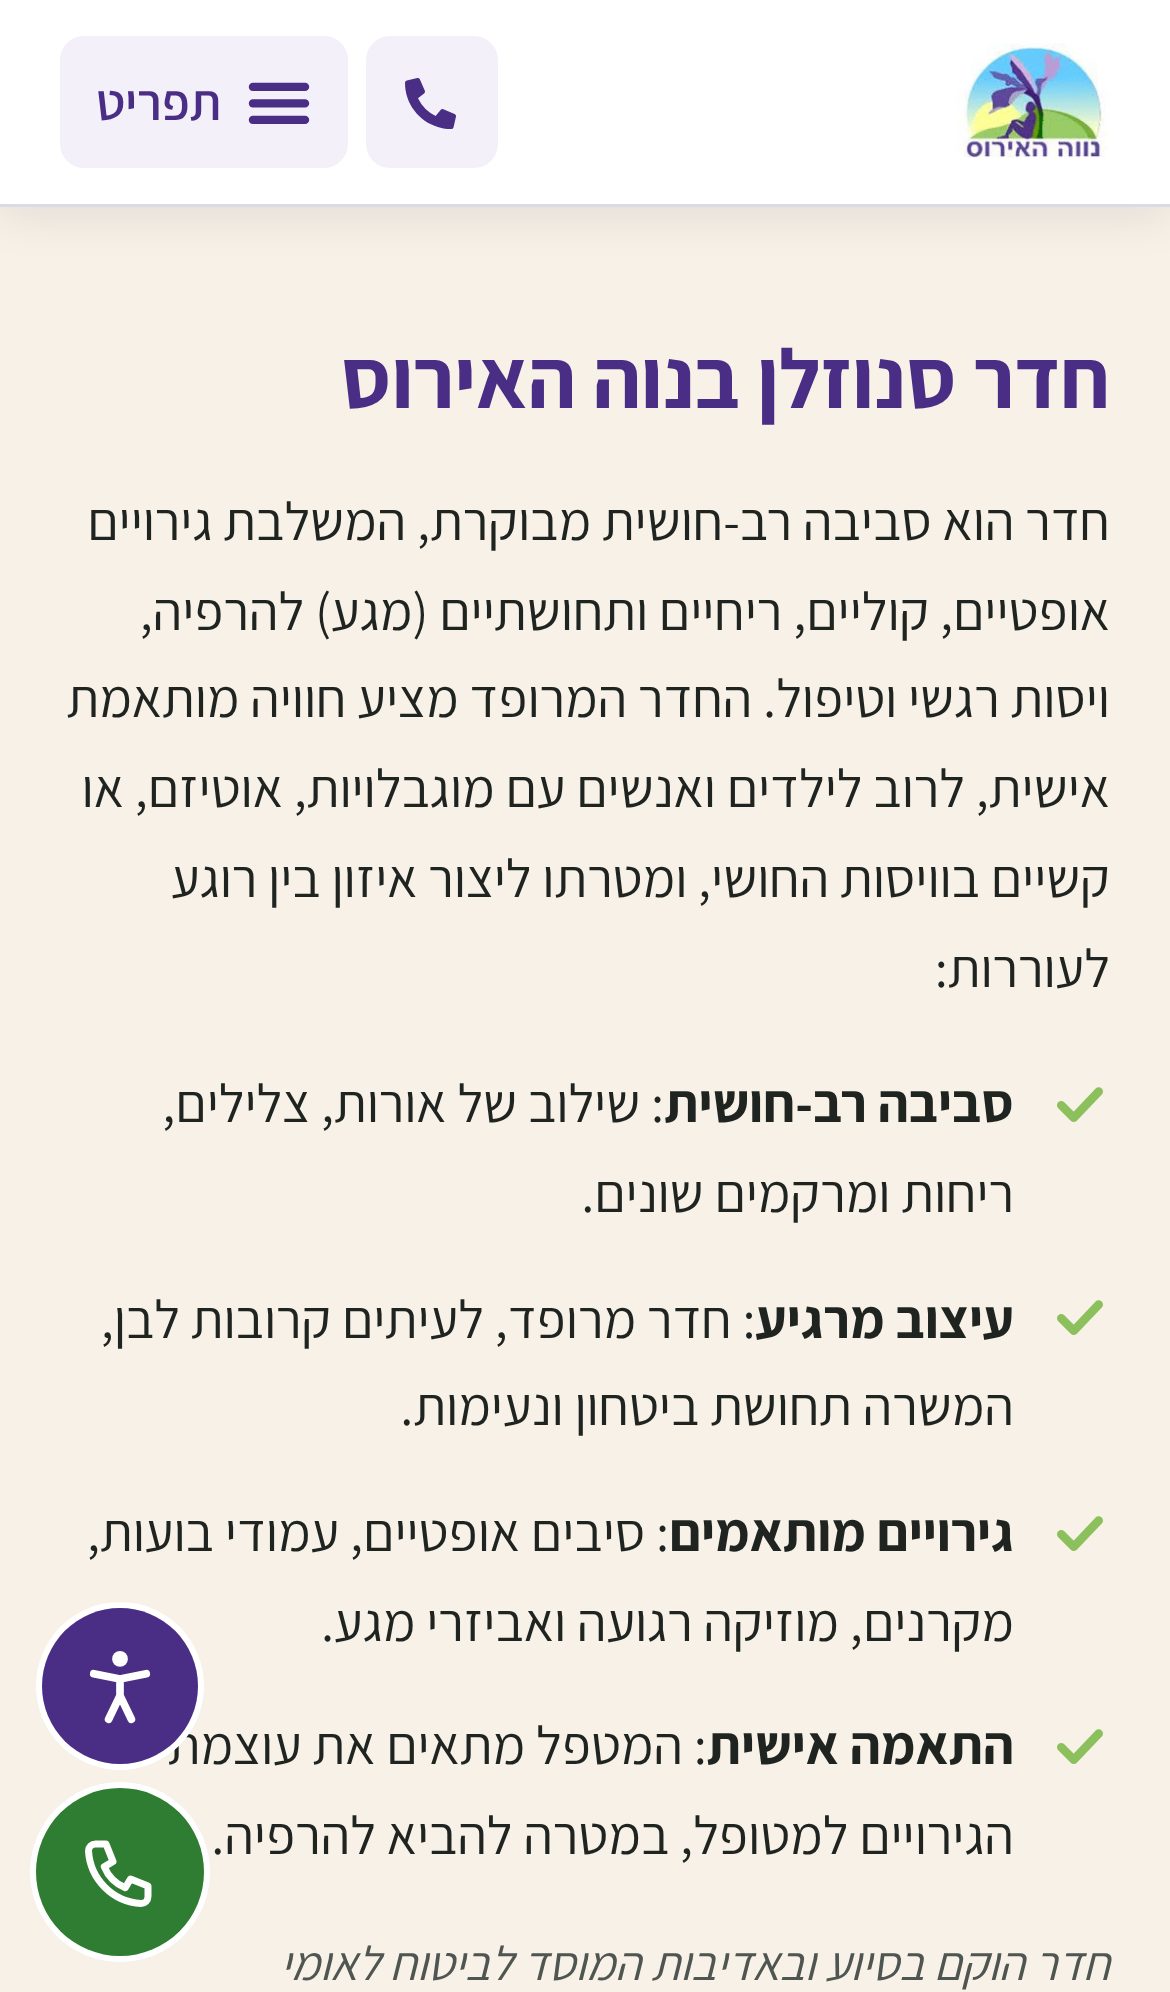 נווה האירוס
תפריט
חדר סנוזלן בנוה האירוס
חדר הוא סביבה רב-חושית מבוקרת, המשלבת גירויים
אופטיים, קוליים, ריחיים ותחושתיים (מגע) להרפיה,
ויסות רגשי וטיפול. החדר המרופד מציע חוויה מותאמת
אישית, לרוב לילדים ואנשים עם מוגבלויות, אוטיזם, או
קשיים בוויסות החושי, ומטרתו ליצור איזון בין רוגע
לעוררות:
סביבה רב-חושית: שילוב של אורות, צלילים,
ריחות ומרקמים שונים.
עיצוב מרגיע: חדר מרופד, לעיתים קרובות לבן,
המשרה תחושת ביטחון ונעימות.
גירויים מותאמים: סיבים אופטיים, עמודי בועות,
מקרנים, מוזיקה רגועה ואביזרי מגע.
התאמה אישית: המטפל מתאים את עוצמת
הגירויים למטופל, במטרה להביא להרפיה.
חדר הוקם בסיוע ובאדיבות המוסד לביטוח לאומי